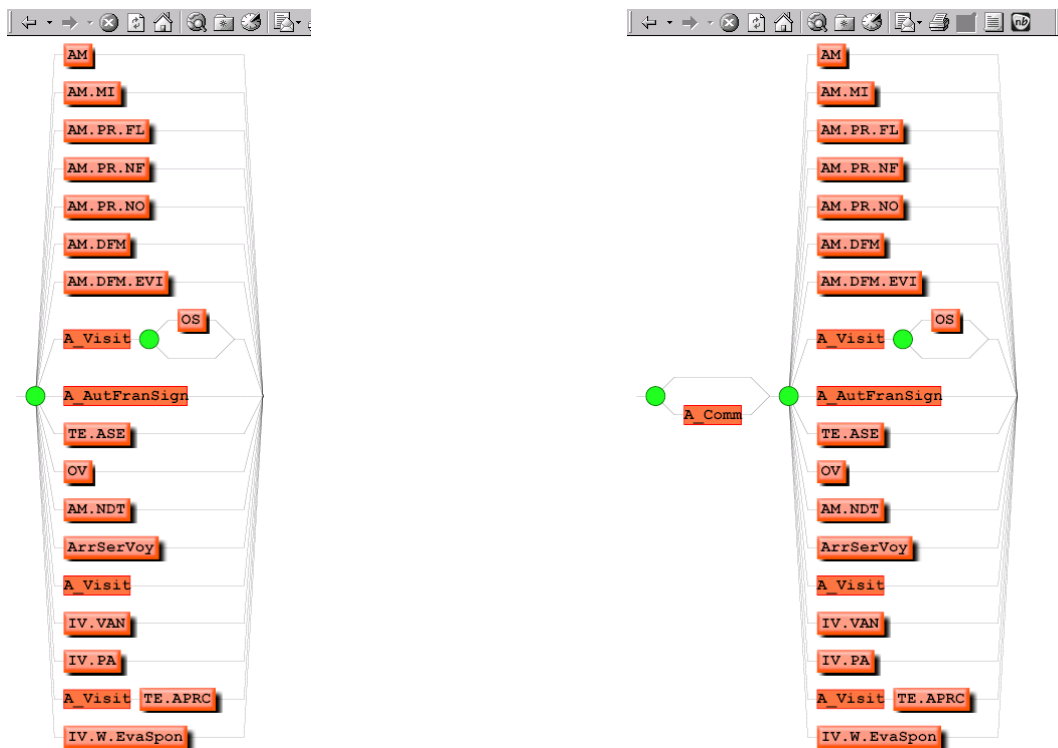 nb
AM
AM.MI
AM.PR.FL
AM.PR.NF
AM.PR.NO
AM.DFM
AM.DFM.EVI
A_Visit OS
A_AutFranSign
TE.ASE
OV
AM.NDT
ArrSerVoy
A_Visit
IV.VAN
IV.PA
A_Visit TE.APRC
IV.W.EvaSpon
A_Comm
AM
AM.MI
AM.PR.FL
AM.PR.NF
AM.PR.NO
AM.DFM
AM.DFM.EVI
A_Visit OS
A_AutFranSign
TE.ASE
OV
AM.NDT
ArrSerVoy
A_Visit
IV.VAN
IV.PA
A_Visit TE.APRC
IV.W.EvaSpon